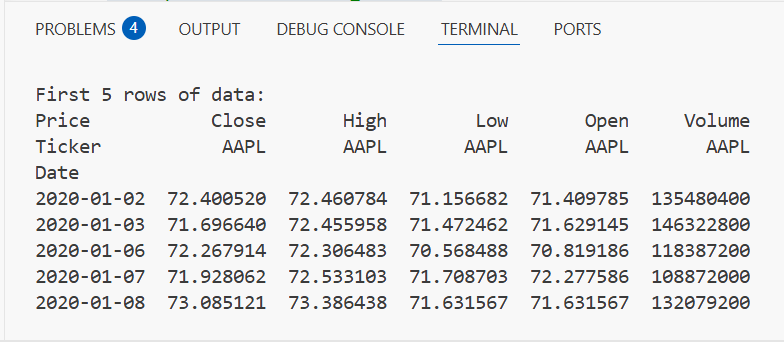 PROBLEMS 4 OUTPUT DEBUG CONSOLE TERMINAL PORTS
First 5 rows of data:
Price Close High Low Open Volume
Ticker AAPL AAPL AAPL AAPL AAPL
Date
2020-01-02 72.400520 72.460784 71.156682 71.409785 135480400
2020-01-03 71.696640 72.455958 71.472462 71.629145 146322800
2020-01-06 72.267914 72.306483 70.568488 70.819186 118387200
2020-01-07 71.928062 72.533103 71.708703 72.277586 108872000
2020-01-08 73.085121 73.386438 71.631567 71.631567 132079200